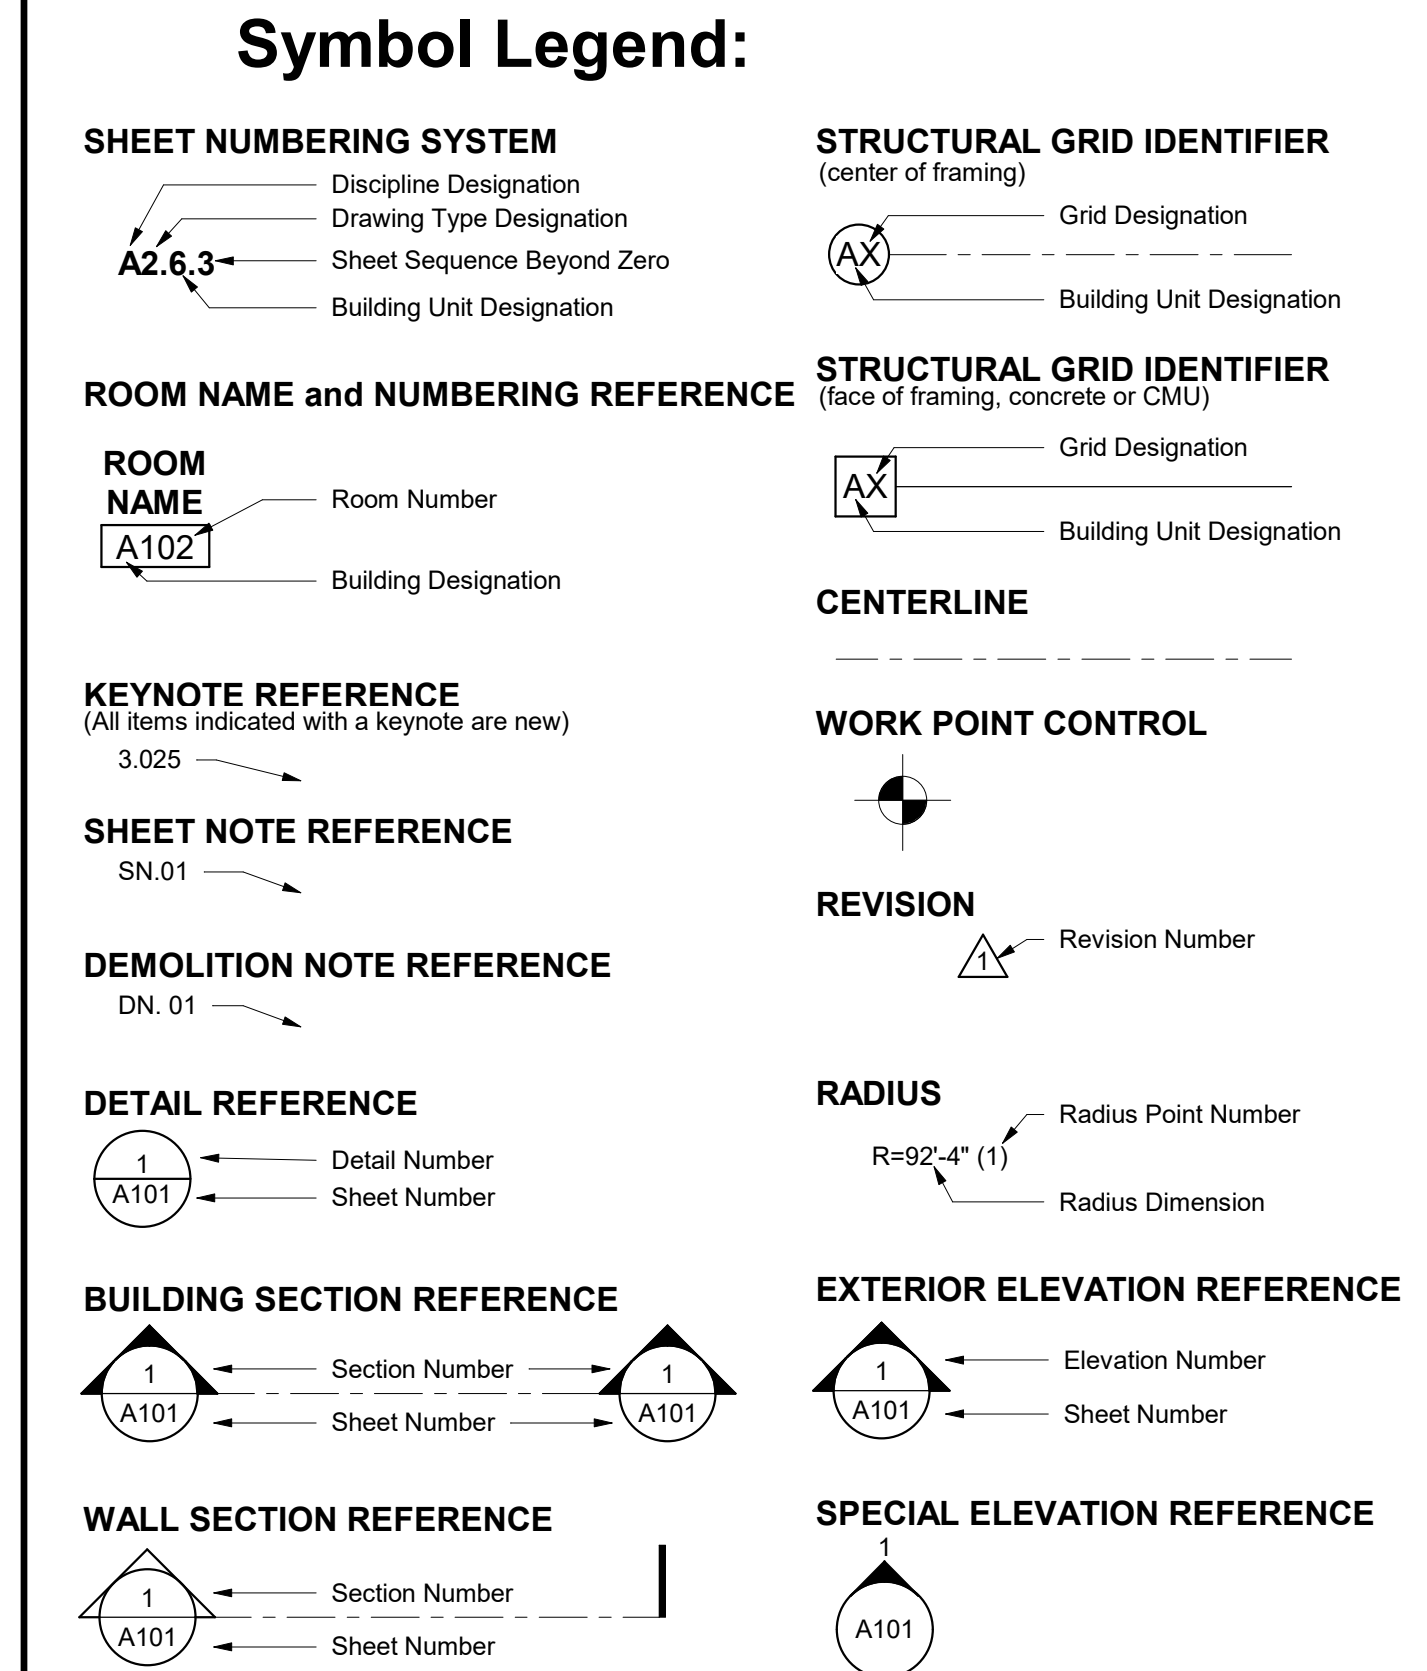 Symbol Legend:
SHEET NUMBERING SYSTEM
Discipline Designation
Drawing Type Designation
A2.6.3
Sheet Sequence Beyond Zero
Building Unit Designation
ROOM NAME and NUMBERING REFERENCE
ROOM
NAME
Room Number
A102
Building Designation
KEYNOTE REFERENCE
(All items indicated with a keynote are new)
3.025
SHEET NOTE REFERENCE
SN.01
DEMOLITION NOTE REFERENCE
DN. 01
DETAIL REFERENCE
1
Detail Number
A101
Sheet Number
BUILDING SECTION REFERENCE
1
Section Number
1
A101
Sheet Number
A101
WALL SECTION REFERENCE
1
Section Number
A101
Sheet Number
STRUCTURAL GRID IDENTIFIER
(center of framing)
Grid Designation
AX
Building Unit Designation
STRUCTURAL GRID IDENTIFIER
(face of framing, concrete or CMU)
Grid Designation
AX
Building Unit Designation
CENTERLINE
WORK POINT CONTROL
REVISION
Revision Number
1
RADIUS
Radius Point Number
R=92'-4" (1)
Radius Dimension
EXTERIOR ELEVATION REFERENCE
1
Elevation Number
A101
Sheet Number
SPECIAL ELEVATION REFERENCE
1
A101